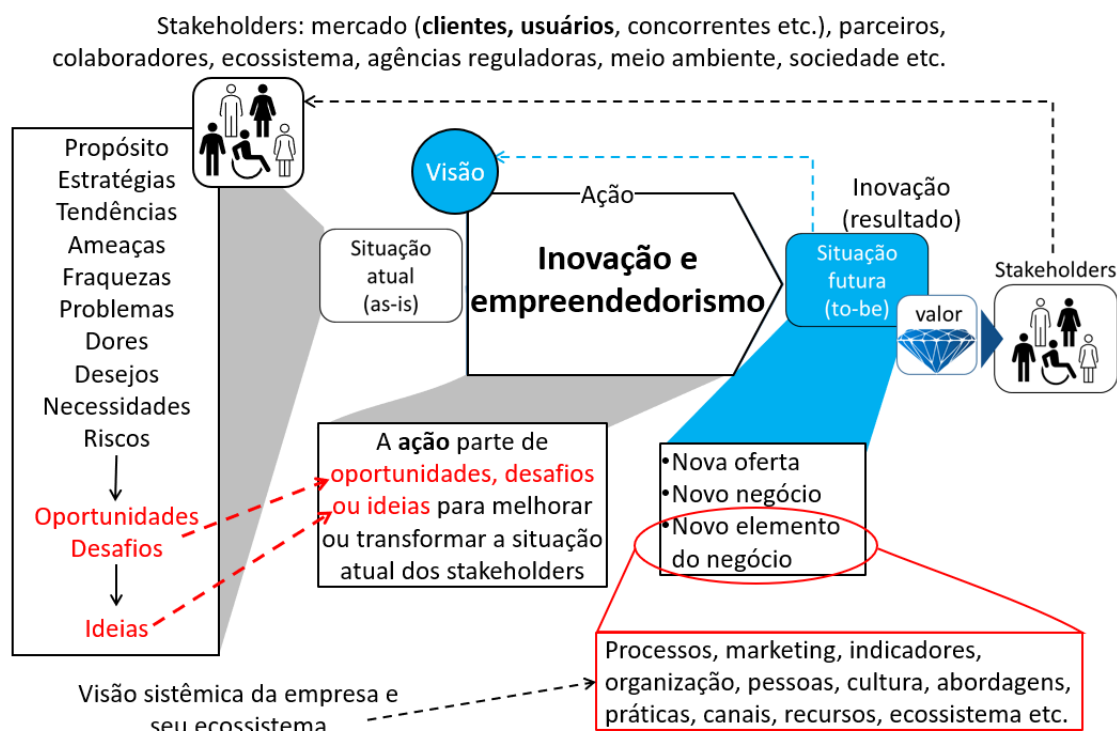 Stakeholders: mercado (clientes, usuários, concorrentes etc.), parceiros,
colaboradores, ecossistema, agências reguladoras, meio ambiente, sociedade etc.
Propósito
Estratégias
Tendências
Ameaças
Fraquezas
Problemas
Dores
Desejos
Necessidades
Riscos
Oportunidades
Desafios
Ideias
Situação
atual
(as-is)
Visão
Ação
Inovação e
empreendedorismo
Inovação
(resultado)
Situação
futura
(to-be)
valor
Stakeholders
A ação parte de
oportunidades, desafios
ou ideias para melhorar
ou transformar a situação
atual dos stakeholders
•Nova oferta
•Novo negócio
•Novo elemento
do negócio
Processos, marketing, indicadores,
organização, pessoas, cultura, abordagens,
práticas, canais, recursos, ecossistema etc.
Visão sistêmica da empresa e
seu ecossistema